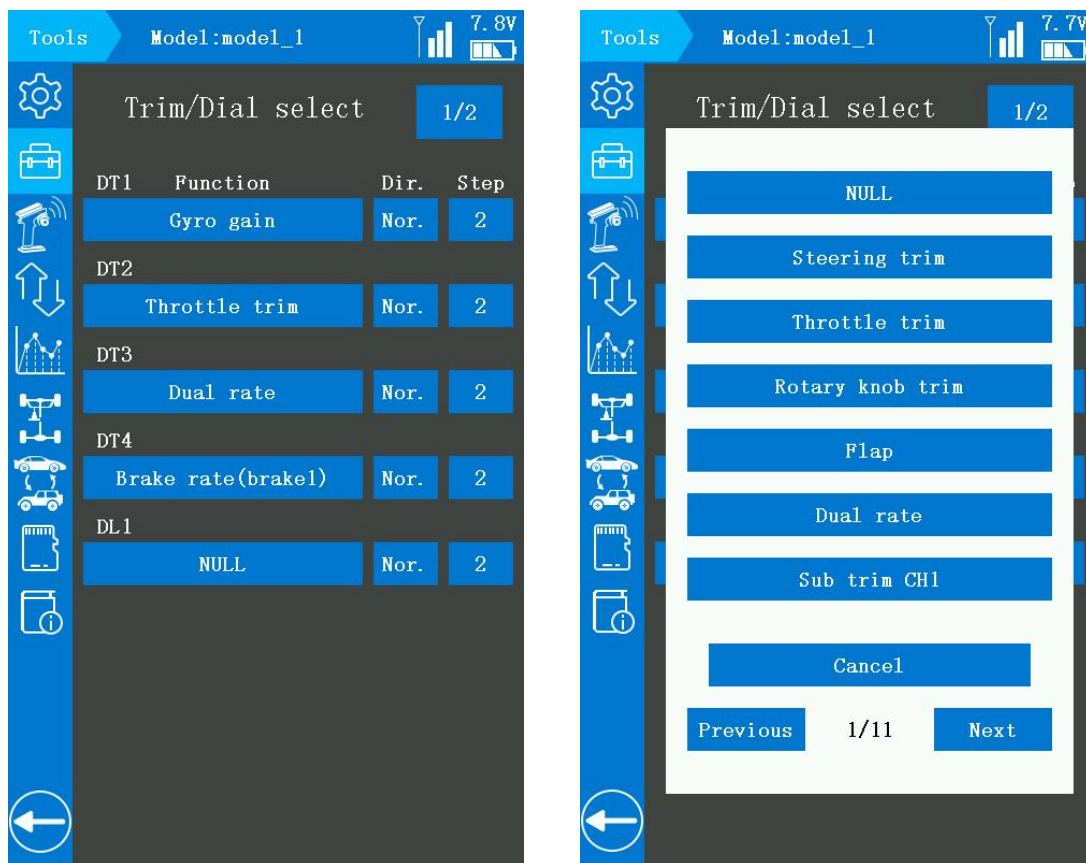 Tools
Model:model_1
7.8V
Trim/Dial select
1/2
DT1 Function Dir. Step
Gyro gain Nor. 2
DT2
Throttle trim Nor. 2
DT3
Dual rate Nor. 2
DT4
Brake rate(brake1) Nor. 2
DL1
NULL Nor. 2
Tools
Model:model_1
7.7V
Trim/Dial select
1/2
NULL
Steering trim
Throttle trim
Rotary knob trim
Flap
Dual rate
Sub trim CH1
Cancel
Previous 1/11 Next